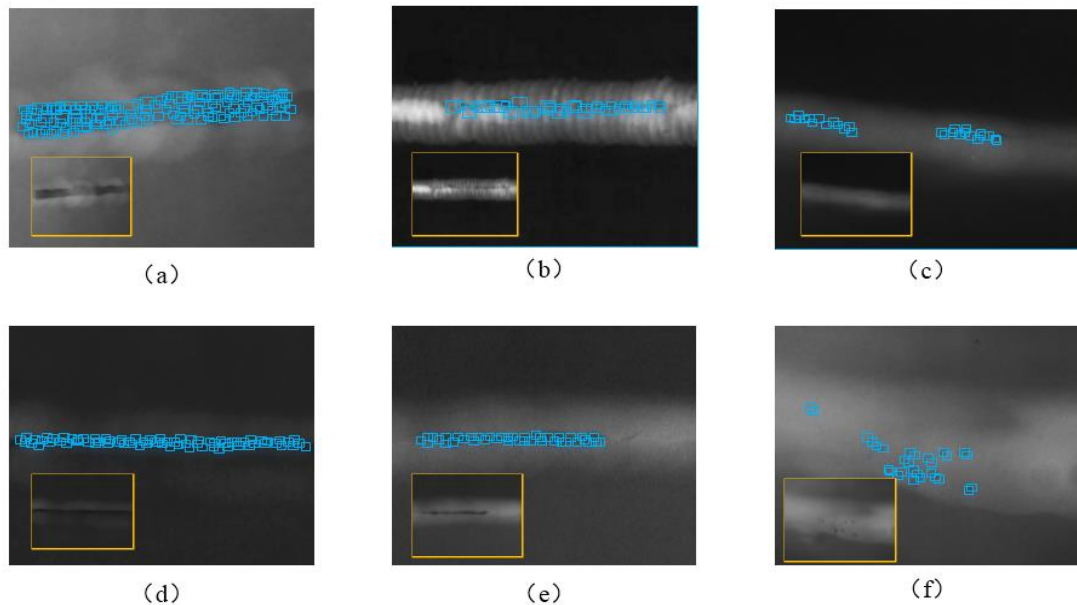 （a）
（b）
（c）
（d）
（e）
（f）